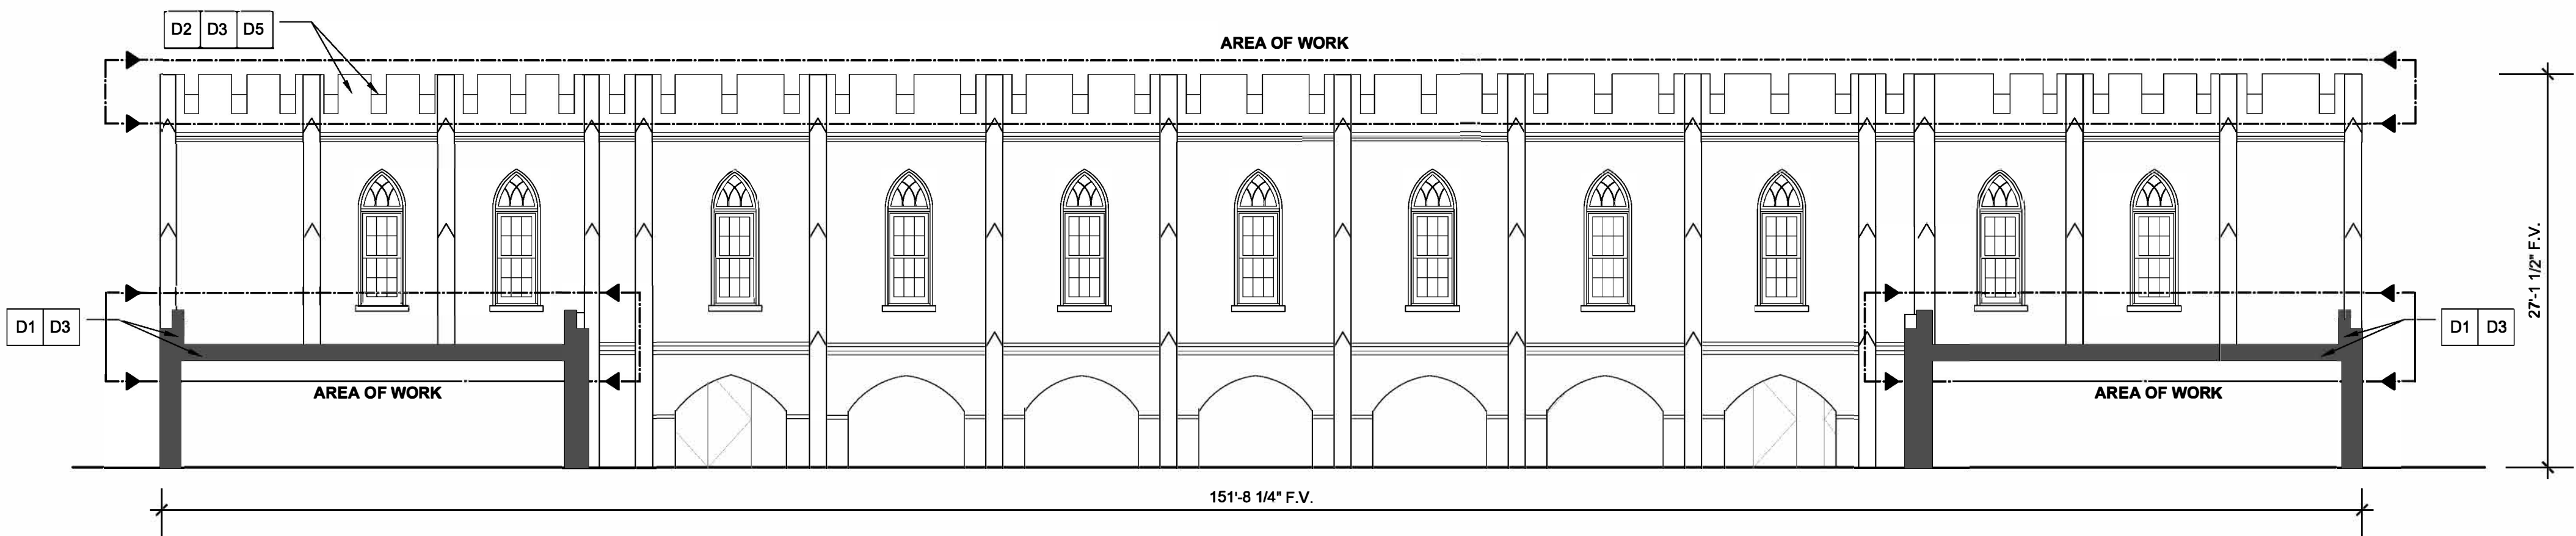 D2 D3 D5
AREA OF WORK
27'-1 1/2" F.V.
D1 D3
D1 D3
AREA OF WORK
AREA OF WORK
151'-8 1/4" F.V.